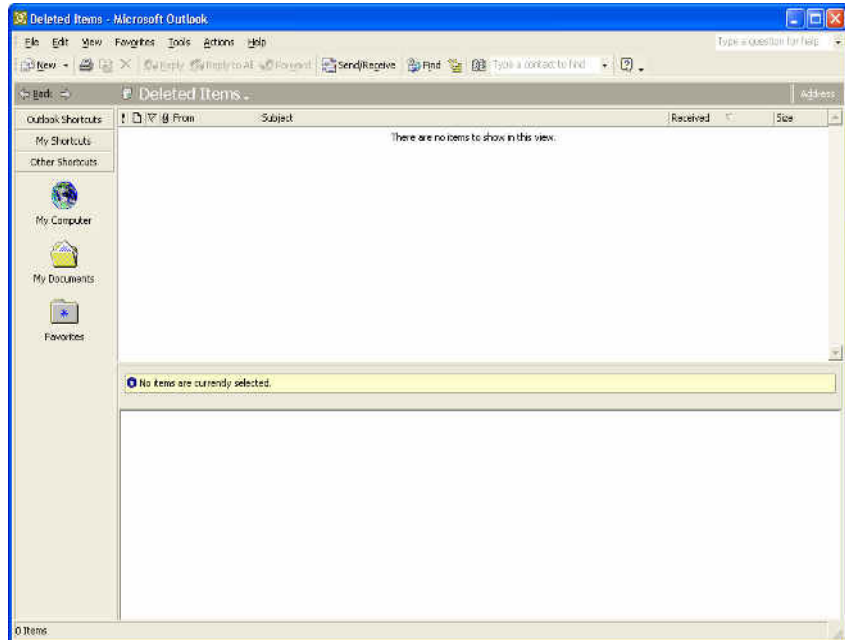 Deleted Items - Microsoft Outlook
File Edit View Favorites Tools Actions Help Type a question for help
New Reply Reply to All Forward Send/Receive Find Type a contact to find
Back Deleted Items . Address
Outlook Shortcuts
My Shortcuts
Other Shortcuts
! From Subject Received Size
There are no items to show in this view.
My Computer
My Documents
Favorites
No items are currently selected.
0 Items